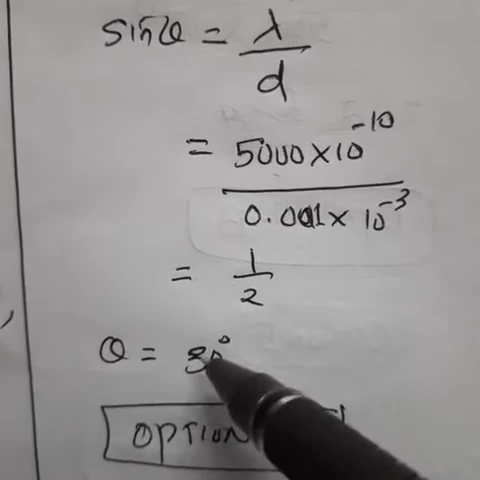 sinθ = λ/d
= 5000×10⁻¹⁰ / 0.001× 10⁻³
= 1/2
θ = 30°
OPTION